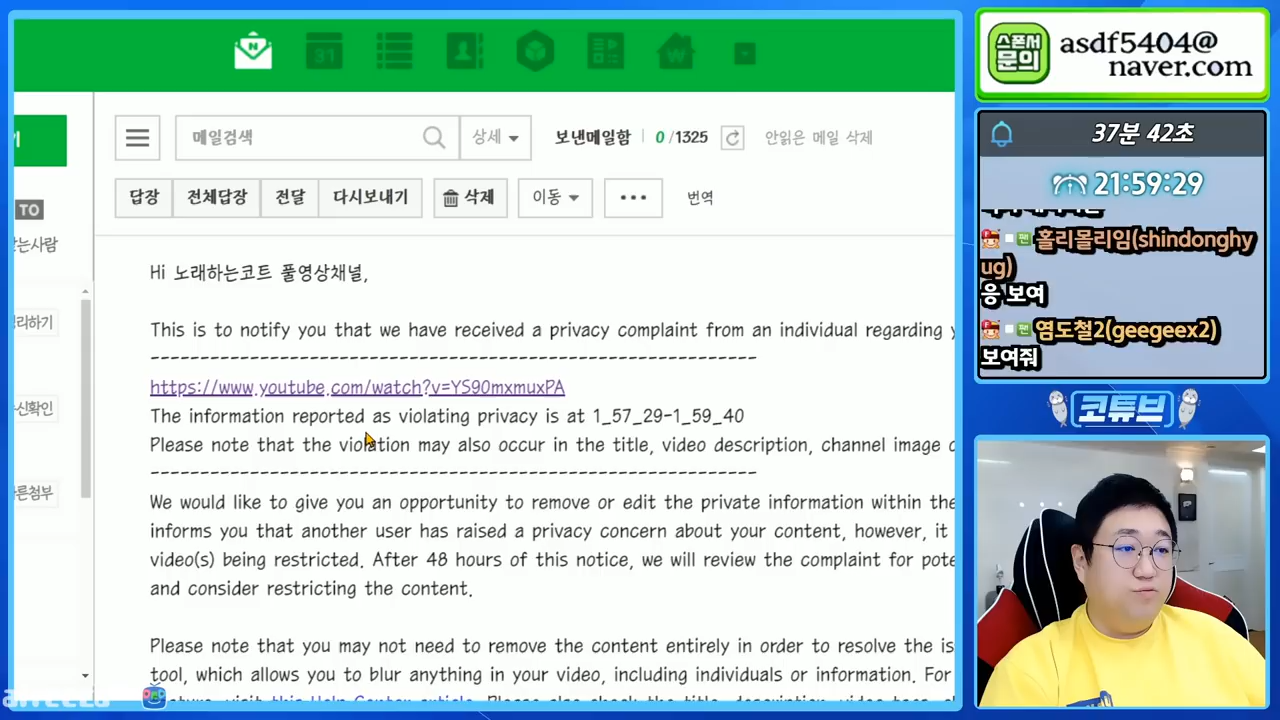 메일검색
상세
보낸메일함
0/1325
안읽은 메일 삭제
답장
전체답장
전달
다시보내기
삭제
이동
번역
TO
31
Hi 노래하는코트 풀영상채널,
This is to notify you that we have received a privacy complaint from an individual regarding
------------------------------------------------------------
https://www.youtube.com/watch?v=YS90mxmuxPA
The information reported as violating privacy is at 1_57_29-1_59_40
Please note that the violation may also occur in the title, video description, channel image
------------------------------------------------------------
We would like to give you an opportunity to remove or edit the private information within the
informs you that another user has raised a privacy concern about your content, however, it
video(s) being restricted. After 48 hours of this notice, we will review the complaint for
and consider restricting the content.
Please note that you may not need to remove the content entirely in order to resolve the
tool, which allows you to blur anything in your video, including individuals or information. For
스폰서
문의
asdf5404@
naver.com
37분 42초
21:59:29
팬 홀리몰리임(shindonghy
ug)
응 보여
팬 염도철2(geegeex2)
보여줘
코튜브